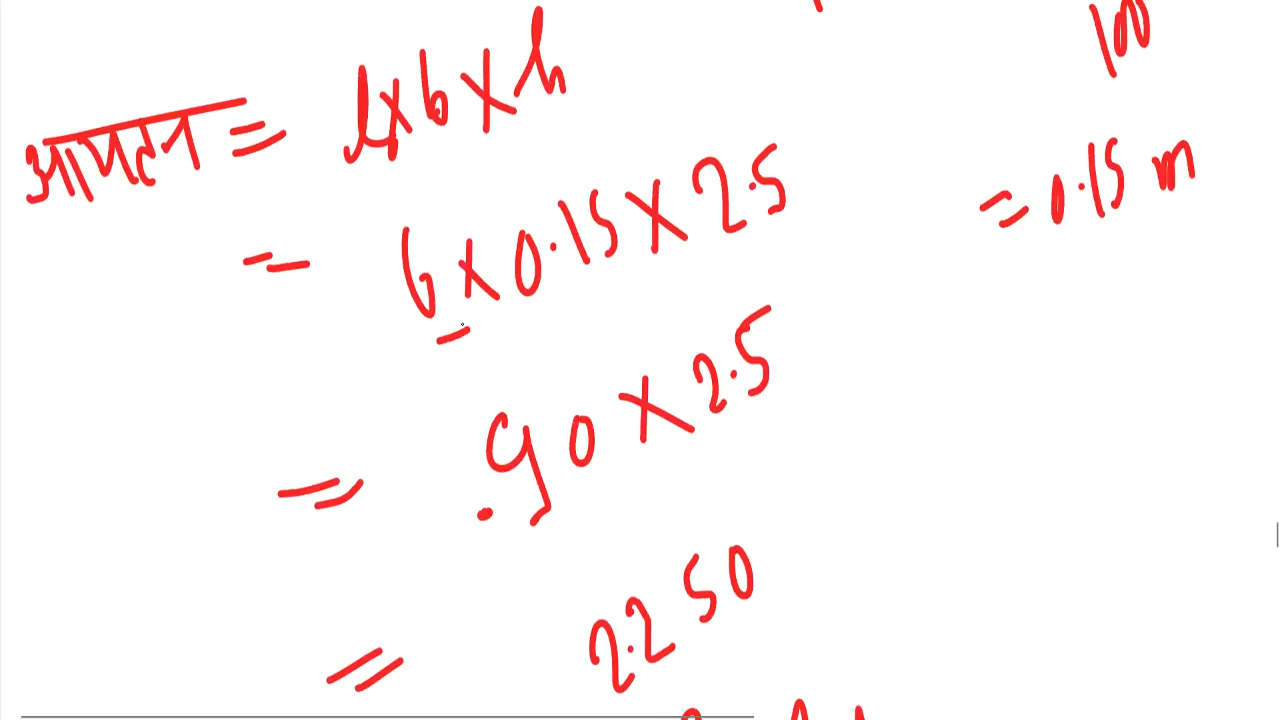 100
आयतन = l×b×h
= 6×0.15×2.5
= 0.15 m
= .90×2.5
= 2.250